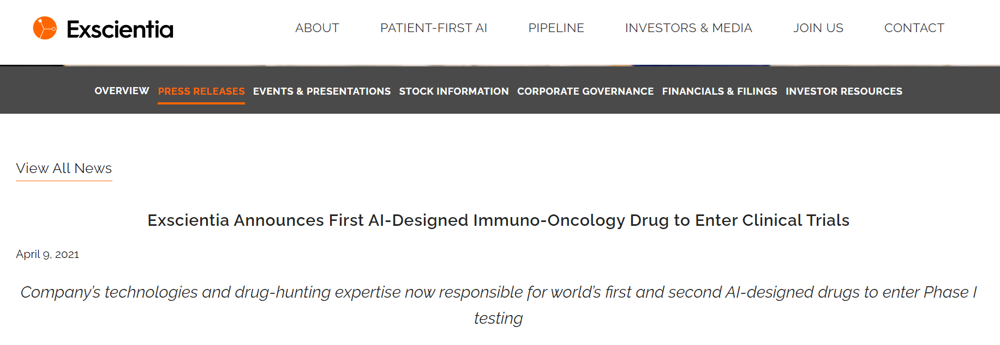 Exscientia
ABOUT PATIENT-FIRST AI PIPELINE INVESTORS & MEDIA JOIN US CONTACT
OVERVIEW PRESS RELEASES EVENTS & PRESENTATIONS STOCK INFORMATION CORPORATE GOVERNANCE FINANCIALS & FILINGS INVESTOR RESOURCES
View All News
Exscientia Announces First AI-Designed Immuno-Oncology Drug to Enter Clinical Trials
April 9, 2021
Company’s technologies and drug-hunting expertise now responsible for world’s first and second AI-designed drugs to enter Phase I
testing